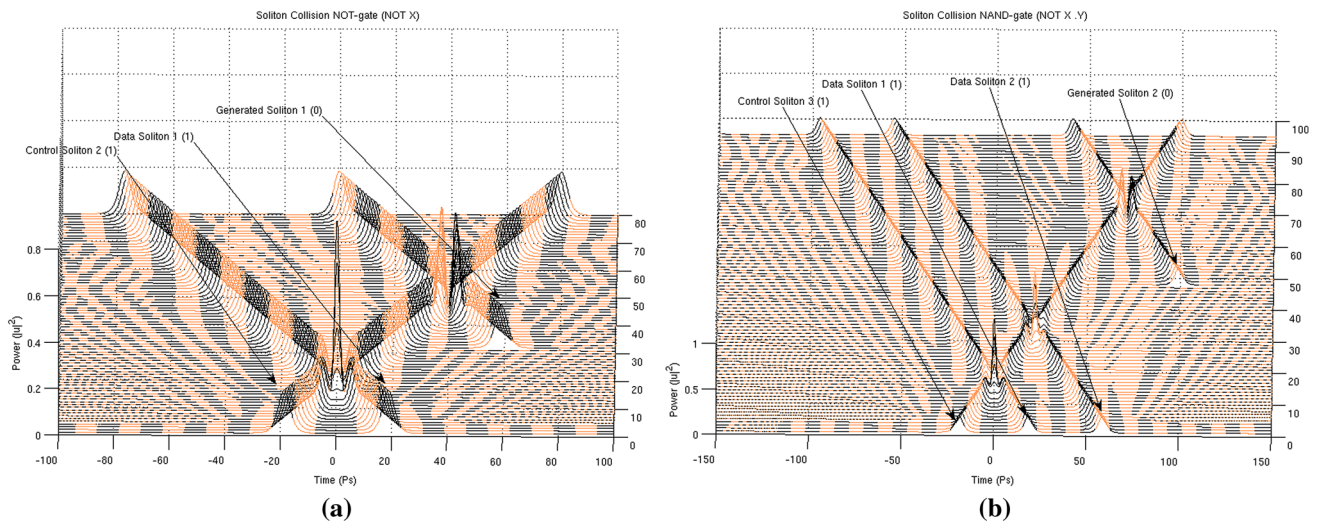 Soliton Collision NOT-gate (NOT X)
Generated Soliton 1 (0)
Data Soliton 1 (1)
Control Soliton 2 (1)
Power (|u|²)
0.8
0.6
0.4
0.2
0
80
70
60
50
40
30
20
10
0
-100 -80 -60 -40 -20 0 20 40 60 80 100
Time (Ps)
(a)
Soliton Collision NAND-gate (NOT X .Y)
Data Soliton 2 (1)
Data Soliton 1 (1)
Generated Soliton 2 (0)
Control Soliton 3 (1)
Power (|u|²)
1
0.5
0
100
90
80
70
60
50
40
30
20
10
0
-150 -100 -50 0 50 100 150
Time (Ps)
(b)